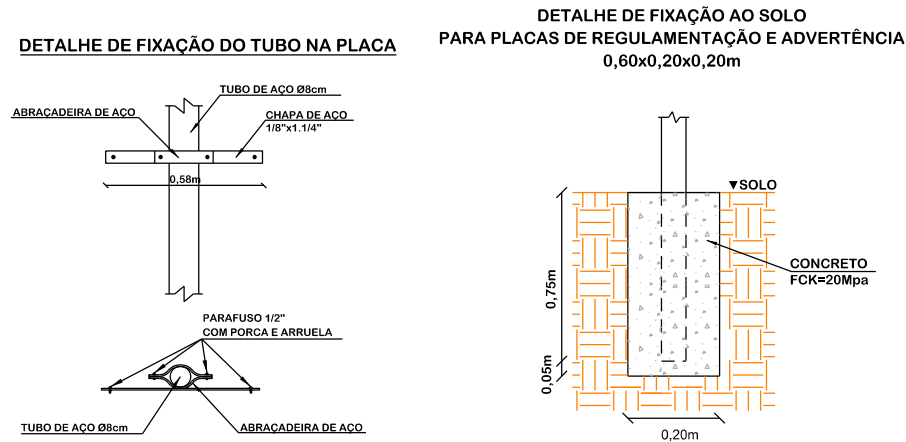 DETALHE DE FIXAÇÃO DO TUBO NA PLACA
TUBO DE AÇO Ø8cm
ABRAÇADEIRA DE AÇO
CHAPA DE AÇO
1/8"x1.1/4"
0,58m
PARAFUSO 1/2"
COM PORCA E ARRUELA
TUBO DE AÇO Ø8cm
ABRAÇADEIRA DE AÇO
DETALHE DE FIXAÇÃO AO SOLO
PARA PLACAS DE REGULAMENTAÇÃO E ADVERTÊNCIA
0,60x0,20x0,20m
SOLO
CONCRETO
FCK=20Mpa
0,75m
0,05m
0,20m